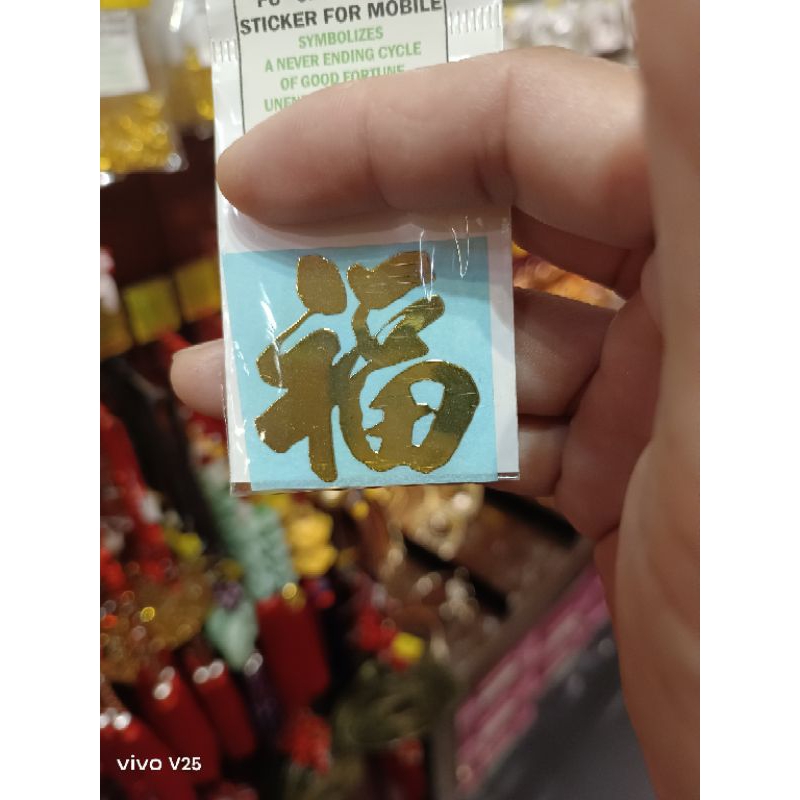 STICKER FOR MOBILE
SYMBOLIZES
A NEVER ENDING CYCLE
OF GOOD FORTUNE
福
vivo V25